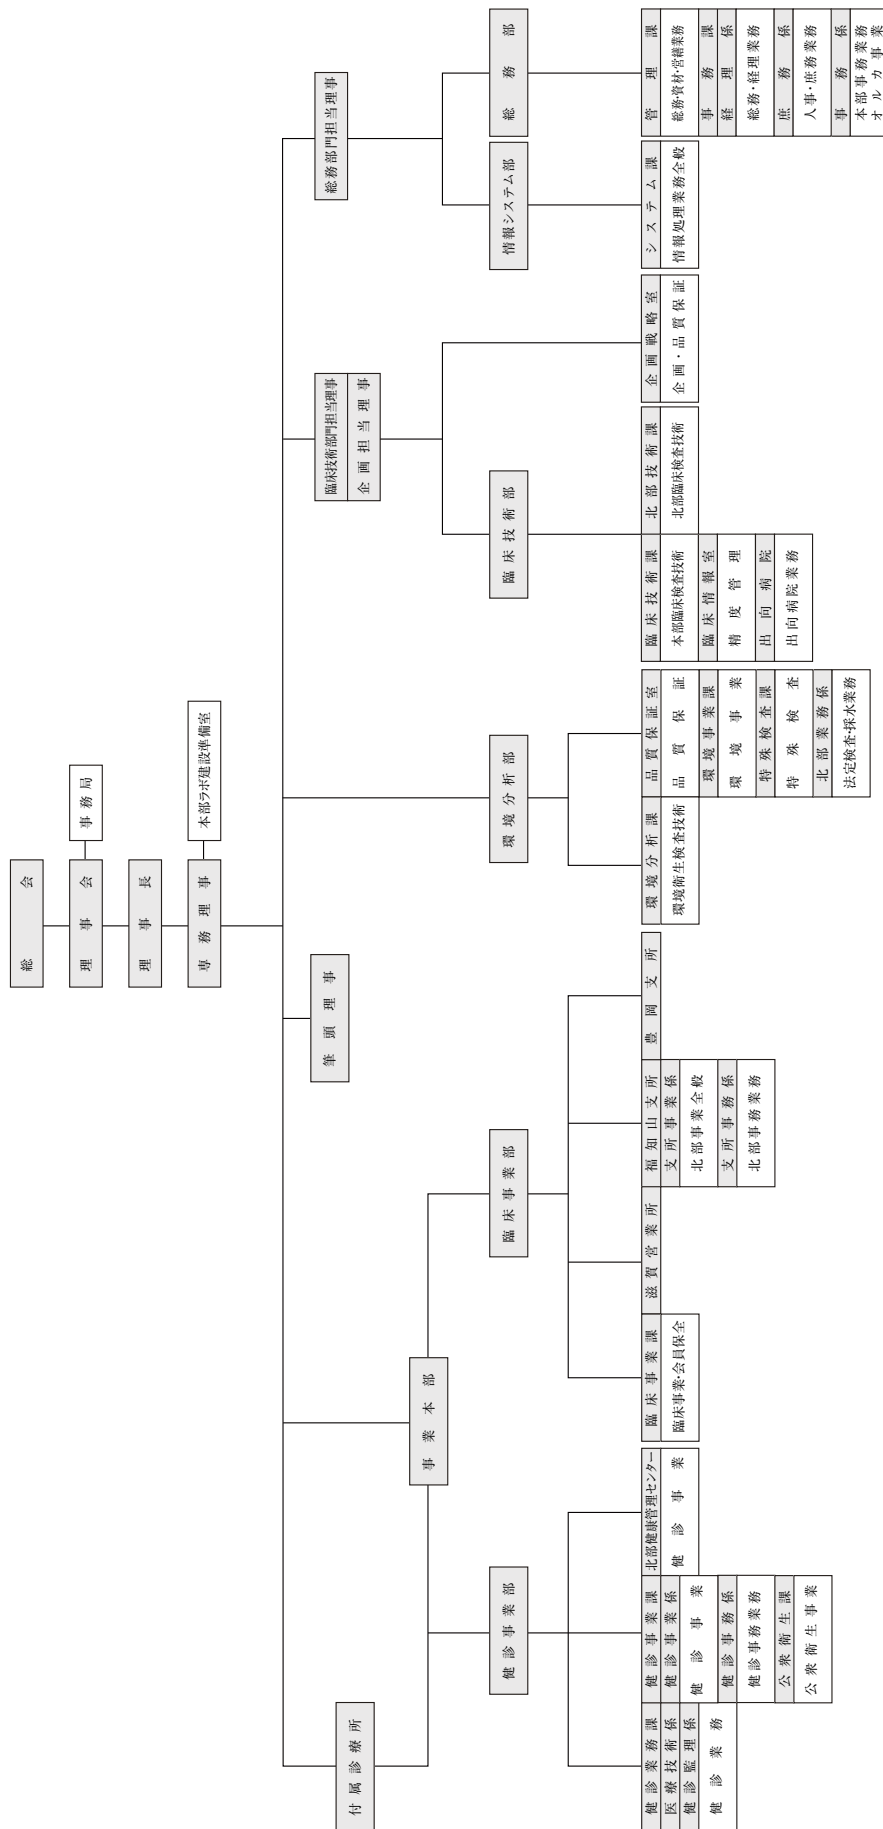 総会
理事会
事務局
理事長
専務理事
本部ラボ建設準備室
付属診療所
事業本部
筆頭理事
臨床技術部門担当理事
企画担当理事
総務部門担当理事
健診事業部
臨床事業部
環境分析部
臨床技術部
情報システム部
総務部
健診業務課
医療技術係
健診監理係
健診業務
健診事業課
健診事業係
健診事業
健診事務係
健診事務業務
公衆衛生課
公衆衛生事業
北部健康管理センター
健診事業
臨床事業課
臨床事業・会員保全
滋賀営業所
福知山支所
支所事業係
北部事業全般
支所事務係
北部事務業務
豊岡支所
環境分析課
環境衛生検査技術
品質保証室
品質保証
環境事業課
環境事業
特殊検査課
特殊検査
北部業務係
法定検査・採水業務
臨床技術課
本部臨床検査技術
臨床情報室
精度管理
出向病院
出向病院業務
北部技術課
北部臨床検査技術
企画戦略室
企画・品質保証
システム課
情報処理業務全般
管理課
総務・資材・営繕業務
事務課
経理係
総務・経理業務
庶務係
人事・庶務業務
事務係
本部事務業務
オルカ事業